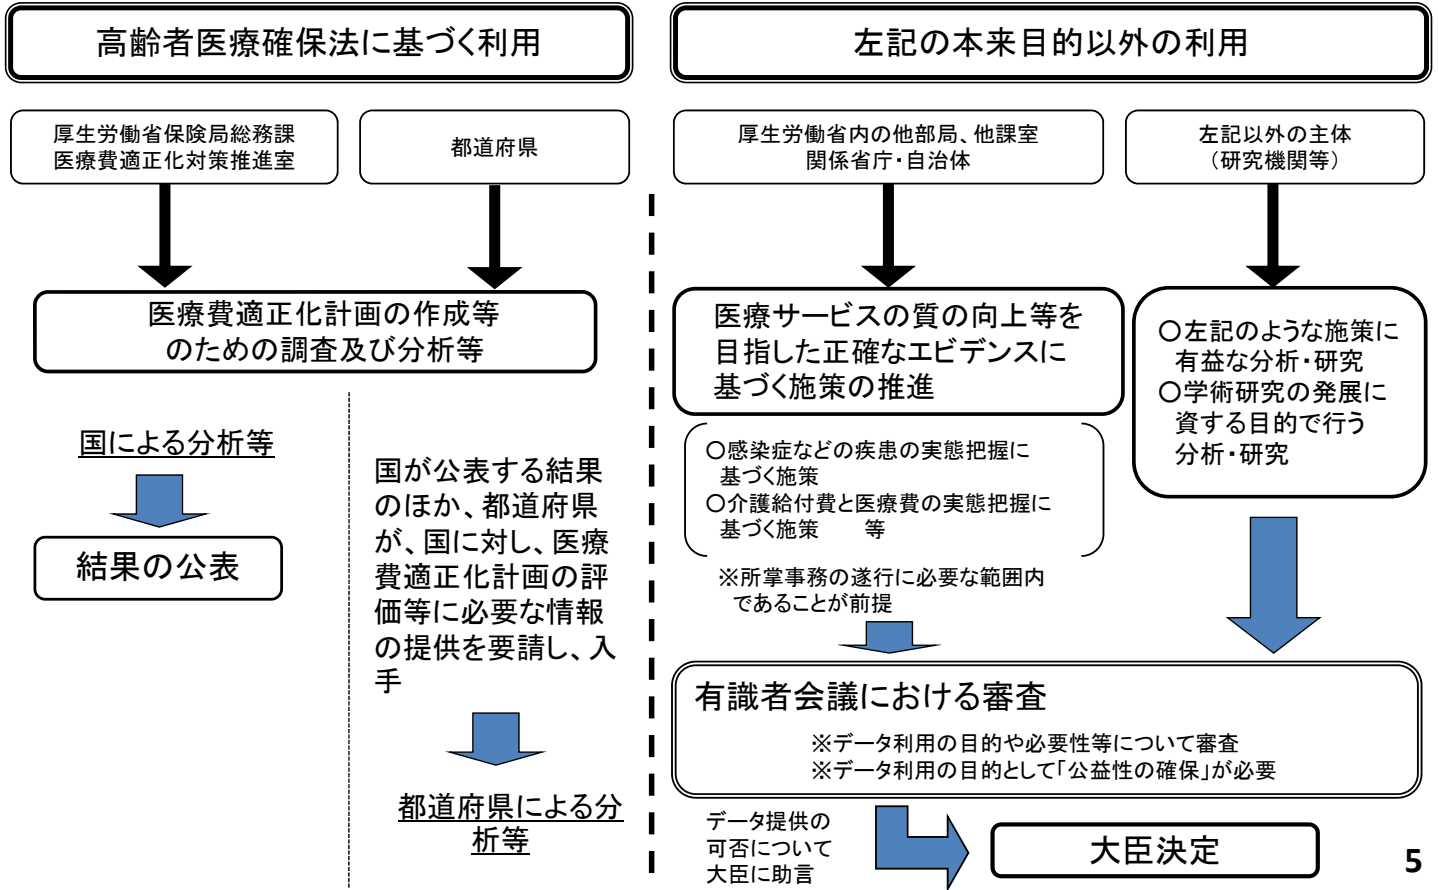 高齢者医療確保法に基づく利用
厚生労働省保険局総務課
医療費適正化対策推進室
都道府県
医療費適正化計画の作成等
のための調査及び分析等
国による分析等
結果の公表
国が公表する結果
のほか、都道府県
が、国に対し、医療
費適正化計画の評
価等に必要な情報
の提供を要請し、入
手
都道府県による分
析等
左記の本来目的以外の利用
厚生労働省内の他部局、他課室
関係省庁・自治体
左記以外の主体
（研究機関等）
医療サービスの質の向上等を
目指した正確なエビデンスに
基づく施策の推進
○感染症などの疾患の実態把握に
基づく施策
○介護給付費と医療費の実態把握に
基づく施策　　等
※所掌事務の遂行に必要な範囲内
であることが前提
○左記のような施策に
有益な分析・研究
○学術研究の発展に
資する目的で行う
分析・研究
有識者会議における審査
※データ利用の目的や必要性等について審査
※データ利用の目的として「公益性の確保」が必要
データ提供の
可否について
大臣に助言
大臣決定
5